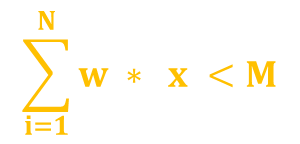 N
∑ w * x < M
i=1